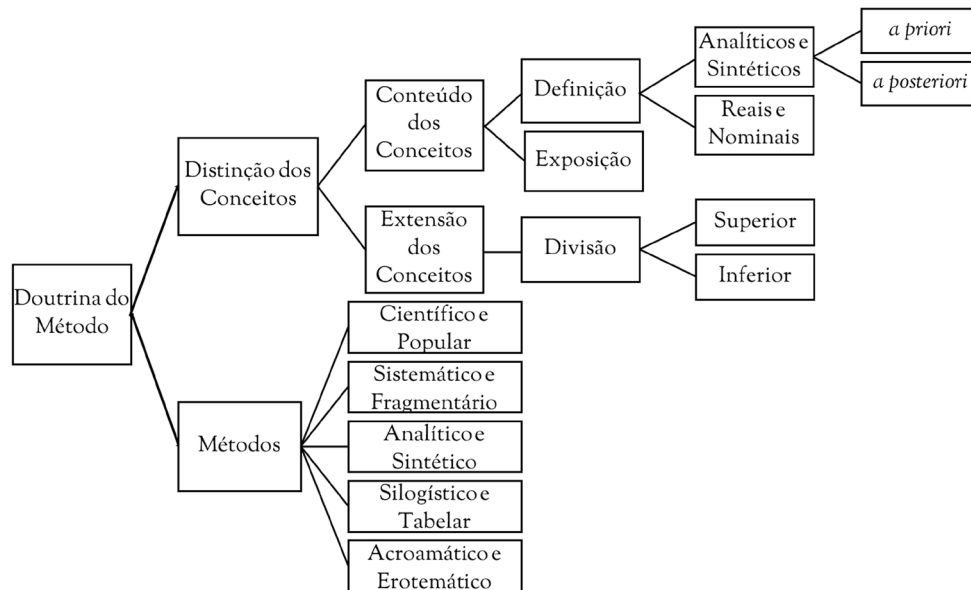 Doutrina do
Método
Distinção dos
Conceitos
Conteúdo
dos
Conceitos
Definição
Analíticos e
Sintéticos
a priori
a posteriori
Reais e
Nominais
Exposição
Extensão
dos
Conceitos
Divisão
Superior
Inferior
Métodos
Científico e
Popular
Sistemático e
Fragmentário
Analítico e
Sintético
Silogístico e
Tabelar
Acroamático e
Erotemático